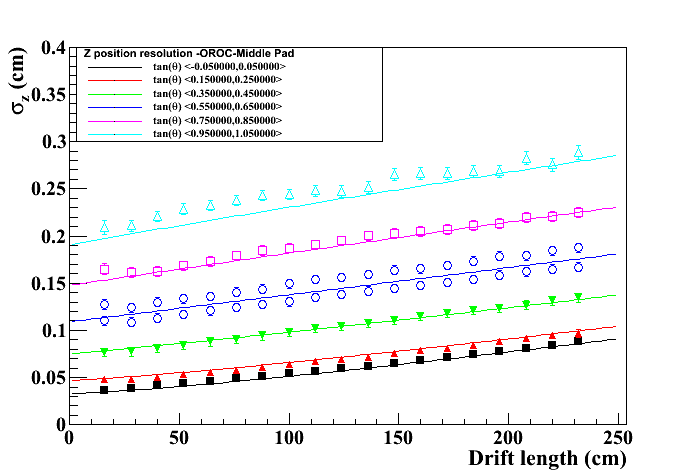 0.4
Z position resolution -OROC-Middle Pad
tan(θ) <-0.050000,0.050000>
tan(θ) <0.150000,0.250000>
tan(θ) <0.350000,0.450000>
tan(θ) <0.550000,0.650000>
tan(θ) <0.750000,0.850000>
tan(θ) <0.950000,1.050000>
σz (cm)
0.35
0.3
0.25
0.2
0.15
0.1
0.05
0
0 50 100 150 200 250
Drift length (cm)